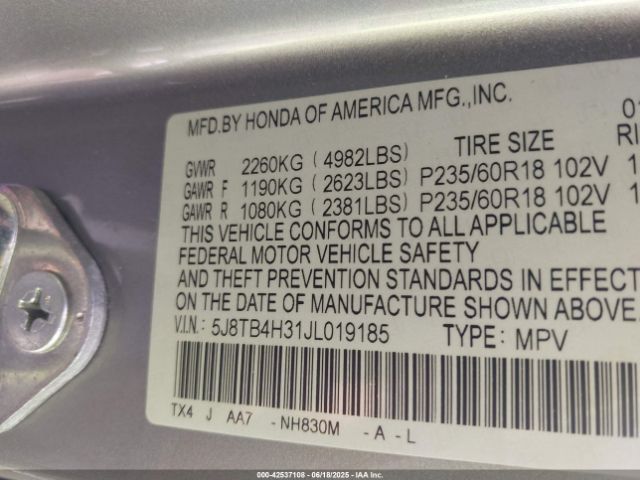 MFD.BY HONDA OF AMERICA MFG.,INC.
GVWR 2260KG ( 4982LBS) TIRE SIZE
GAWR F 1190KG ( 2623LBS) P235/60R18 102V
GAWR R 1080KG ( 2381LBS) P235/60R18 102V
THIS VEHICLE CONFORMS TO ALL APPLICABLE
FEDERAL MOTOR VEHICLE SAFETY
AND THEFT PREVENTION STANDARDS IN EFFECT
ON THE DATE OF MANUFACTURE SHOWN ABOVE.
V.I.N.: 5J8TB4H31JL019185 TYPE: MPV
TX4 J AA7 -NH830M -A-L
000-42537108 06/18/2025 IAA Auctions